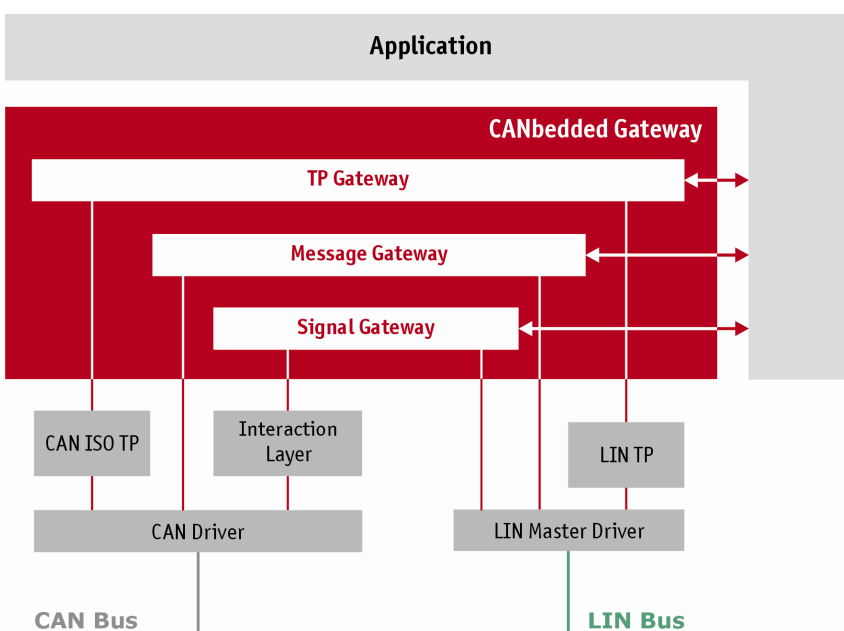 Application
CANbedded Gateway
TP Gateway
Message Gateway
Signal Gateway
CAN ISO TP
Interaction
Layer
LIN TP
CAN Driver
LIN Master Driver
CAN Bus
LIN Bus